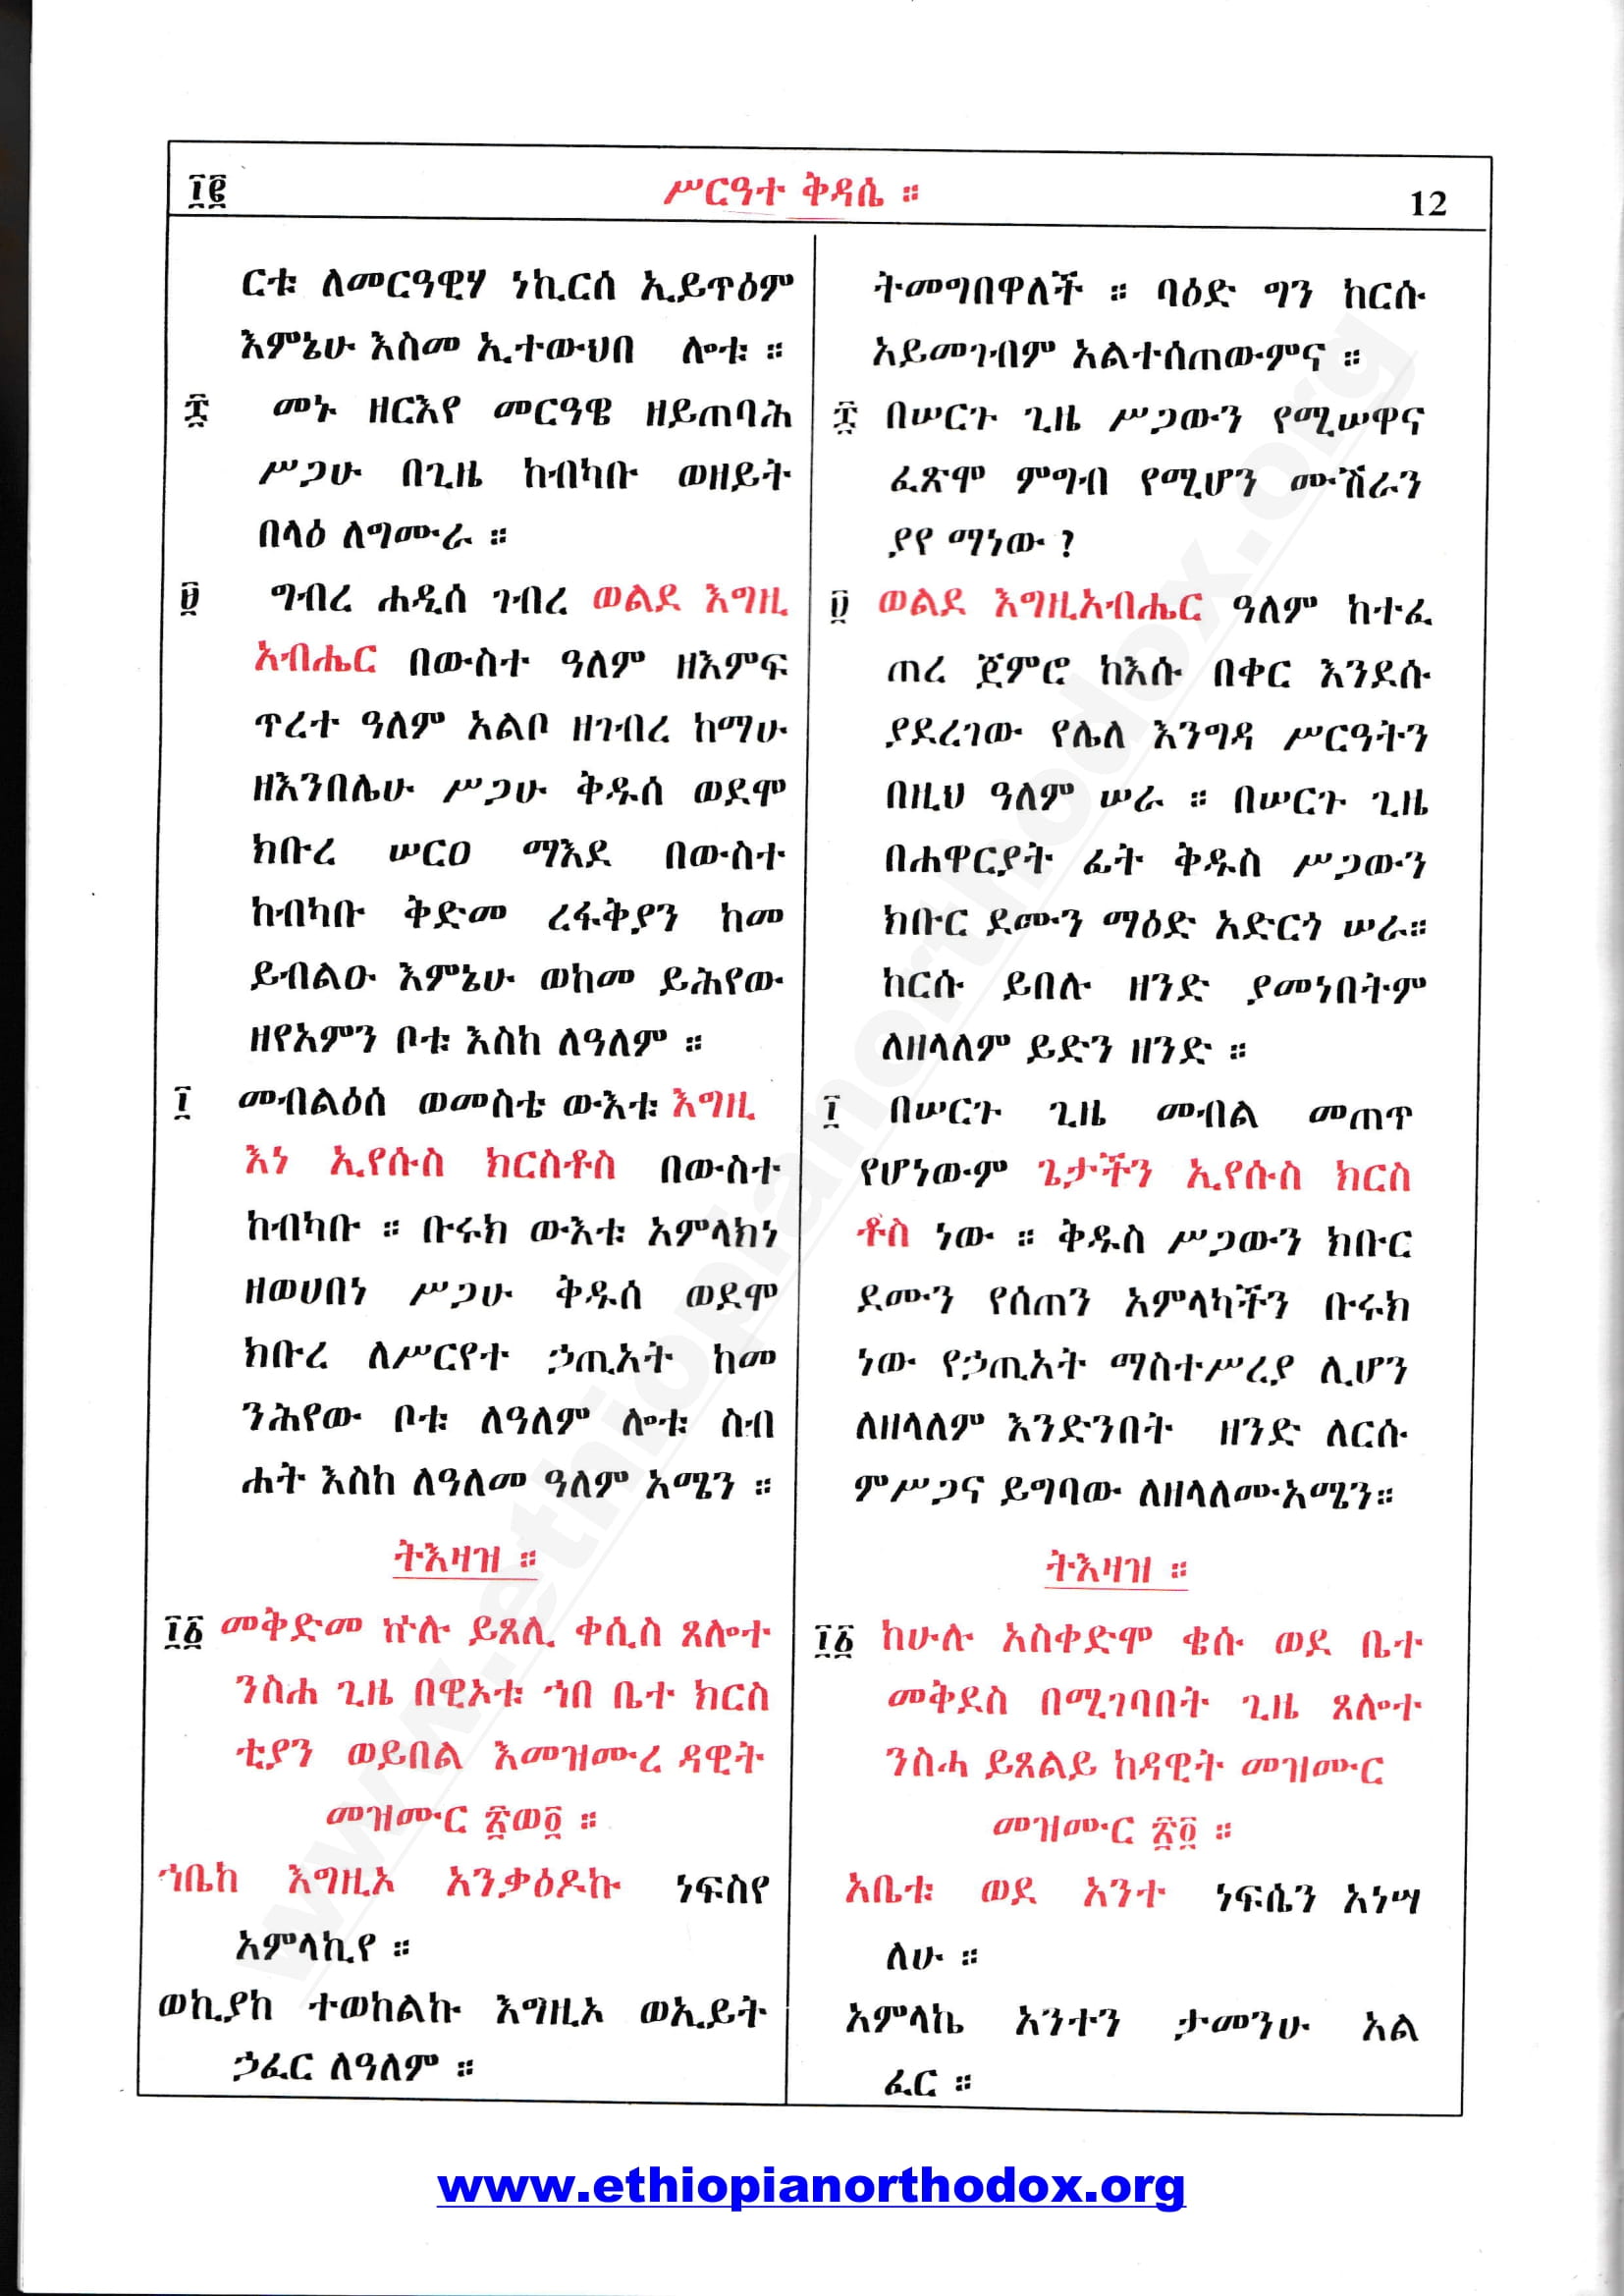 ፲፪ ሥርዓተ ቅዳሴ ። 12
ርቱ ለመርዓዊሃ ነኪርሰ ኢይጥዕም
እምኔሁ እስመ ኢተውህበ ሎቱ ።
፰ መኑ ዘርእየ መርዓዌ ዘይጠባሕ
ሥጋሁ በጊዜ ከብካቡ ወዘይት
በላዕ ለግሙራ ።
፱ ግብረ ሐዲሰ ገብረ ወልደ እግዚ
አብሔር በውስተ ዓለም ዘእምፍ
ጥረተ ዓለም አልቦ ዘገብረ ከማሁ
ዘእንበሌሁ ሥጋሁ ቅዱሰ ወደሞ
ክቡረ ሠርዐ ማእደ በውስተ
ከብካቡ ቅድመ ረፋቅያን ከመ
ይብልዑ እምኔሁ ወከመ ይሕየው
ዘየአምን ቦቱ እስከ ለዓለም ።
፲ መብልዕሰ ወመስቴ ውእቱ እግዚ
እነ ኢየሱስ ክርስቶስ በውስተ
ከብካቡ ። ቡሩክ ውእቱ አምላክነ
ዘወሀበነ ሥጋሁ ቅዱሰ ወደሞ
ክቡረ ለሥርየተ ኃጢአት ከመ
ንሕየው ቦቱ ለዓለም ሎቱ ስብ
ሐት እስከ ለዓለመ ዓለም አሜን ።
ትእዛዝ ።
፲፩ መቅድመ ኵሉ ይጸሊ ቀሲስ ጸሎተ
ንስሐ ጊዜ በዊኦቱ ኀበ ቤተ ክርስ
ቲያን ወይበል እመዝሙረ ዳዊት
መዝሙር ፳ወ፬ ።
ኀቤከ እግዚኦ አንቃዕዶኩ ነፍስየ
አምላኪየ ።
ወኪያከ ተወከልኩ እግዚኦ ወኢይት
ኃፈር ለዓለም ።
ትመግበዋለች ። ባዕድ ግን ከርሱ
አይመገብም አልተሰጠውምና ።
፰ በሠርጉ ጊዜ ሥጋውን የሚሠዋና
ፈጽሞ ምግብ የሚሆን ሙሽራን
ያየ ማነው ?
፱ ወልደ እግዚአብሔር ዓለም ከተፈ
ጠረ ጀምሮ ከእሱ በቀር እንደሱ
ያደረገው የሌለ እንግዳ ሥርዓትን
በዚህ ዓለም ሠራ ። በሠርጉ ጊዜ
በሐዋርያት ፊት ቅዱስ ሥጋውን
ክቡር ደሙን ማዕድ አድርጎ ሠራ።
ከርሱ ይበሉ ዘንድ ያመነበትም
ለዘላለም ይድን ዘንድ ።
፲ በሠርጉ ጊዜ መብል መጠጥ
የሆነውም ጌታችን ኢየሱስ ክርስ
ቶስ ነው ። ቅዱስ ሥጋውን ክቡር
ደሙን የሰጠን አምላካችን ቡሩክ
ነው የኃጢአት ማስተሥረያ ሊሆን
ለዘላለም እንድንበት ዘንድ ለርሱ
ምሥጋና ይግባው ለዘላለሙአሜን።
ትእዛዝ ።
፲፩ ከሁሉ አስቀድሞ ቄሱ ወደ ቤተ
መቅደስ በሚገባበት ጊዜ ጸሎተ
ንስሓ ይጸልይ ከዳዊት መዝሙር
መዝሙር ፳፬ ።
አቤቱ ወደ አንተ ነፍሴን አነሣ
ለሁ ።
አምላኬ አንተን ታመንሁ አል
ፈር ።
www.ethiopianorthodox.org
www.ethiopianorthodox.org